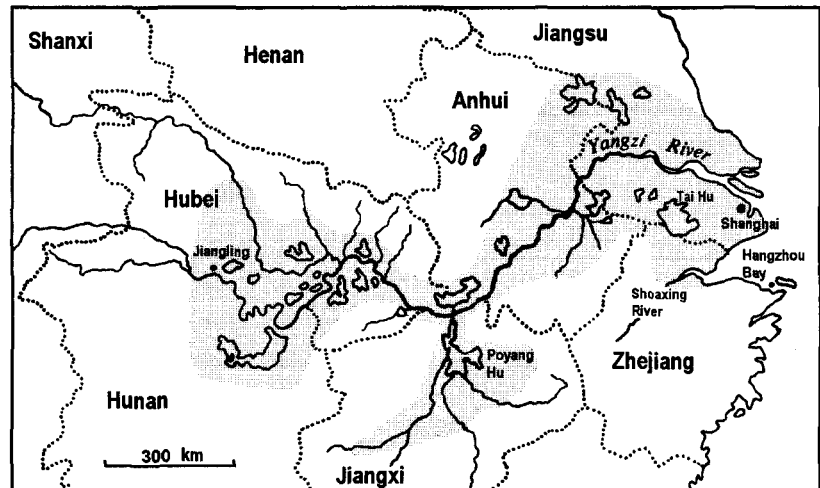 Shanxi
Henan
Jiangsu
Anhui
Yangzi River
Hubei
Tai Hu
Shanghai
Jiangling
Hangzhou
Bay
Shoaxing
River
Poyang
Hu
Zhejiang
Hunan
300 km
Jiangxi